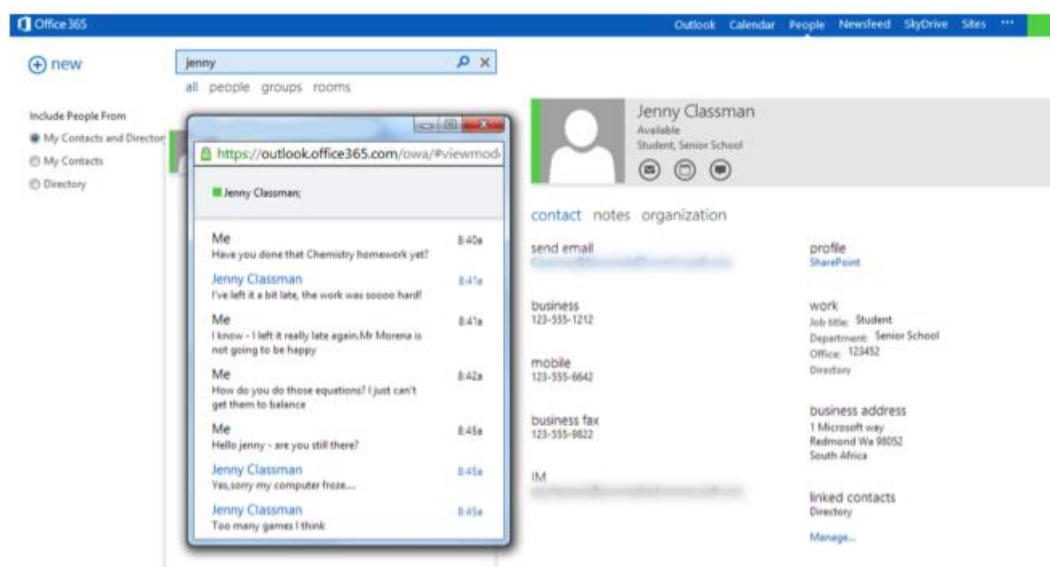 Office 365
Outlook Calendar People Newsfeed SkyDrive Sites ···
new
jenny
all people groups rooms
Include People From
My Contacts and Director
My Contacts
Directory
https://outlook.office365.com/owa/#viewmod
Jenny Classman;
Me 8:40a
Have you done that Chemistry homework yet?
Jenny Classman 8:41a
I've left it a bit late, the work was soooo hard!
Me 8:41a
I know - I left it really late again.Mr Morena is
not going to be happy
Me 8:42a
How do you do those equations? I just can't
get them to balance
Me 8:45a
Hello jenny - are you still there?
Jenny Classman 8:45a
Yes,sorry my computer froze....
Jenny Classman 8:45a
Too many games I think
Jenny Classman
Available
Student, Senior School
contact notes organization
send email
business
123-555-1212
mobile
123-555-6642
business fax
123-555-9822
IM
profile
SharePoint
work
Job title: Student
Department: Senior School
Office: 123452
Directory
business address
1 Microsoft way
Redmond Wa 98052
South Africa
linked contacts
Directory
Manage...